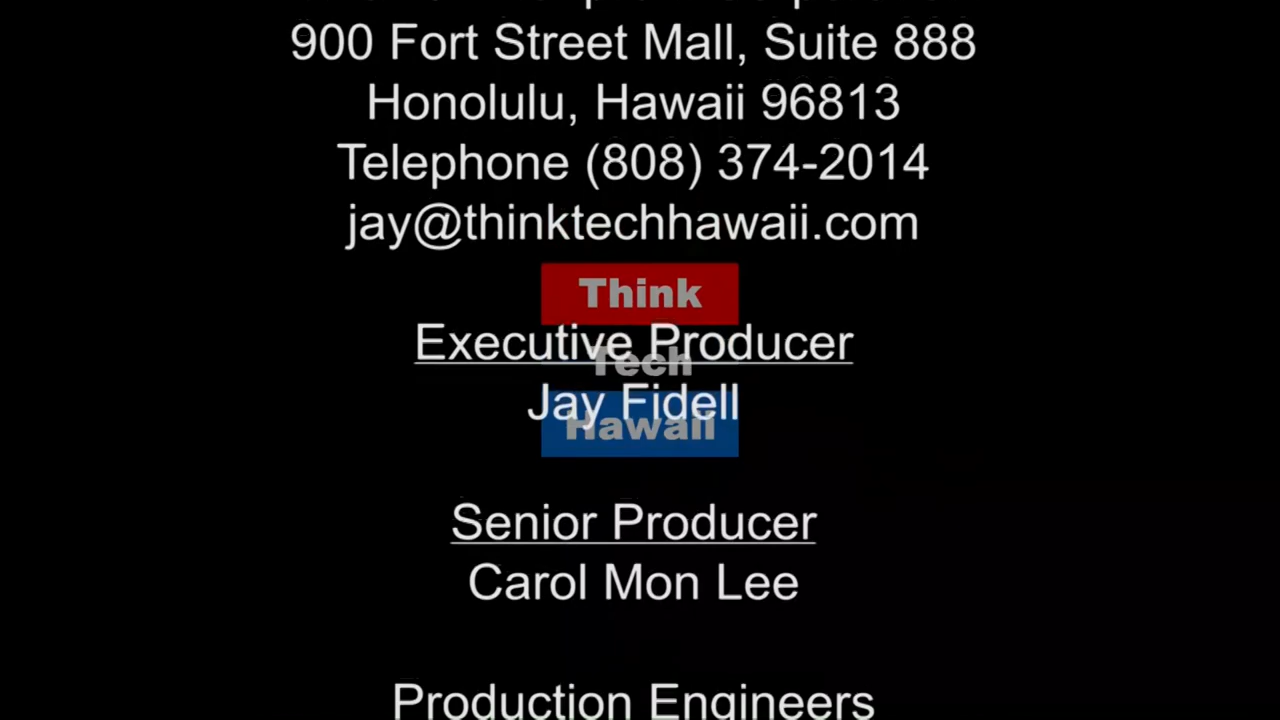 900 Fort Street Mall, Suite 888
Honolulu, Hawaii 96813
Telephone (808) 374-2014
jay@thinktechhawaii.com
Think
Executive Producer
Tech
Jay Fidell
Hawaii
Senior Producer
Carol Mon Lee
Production Engineers